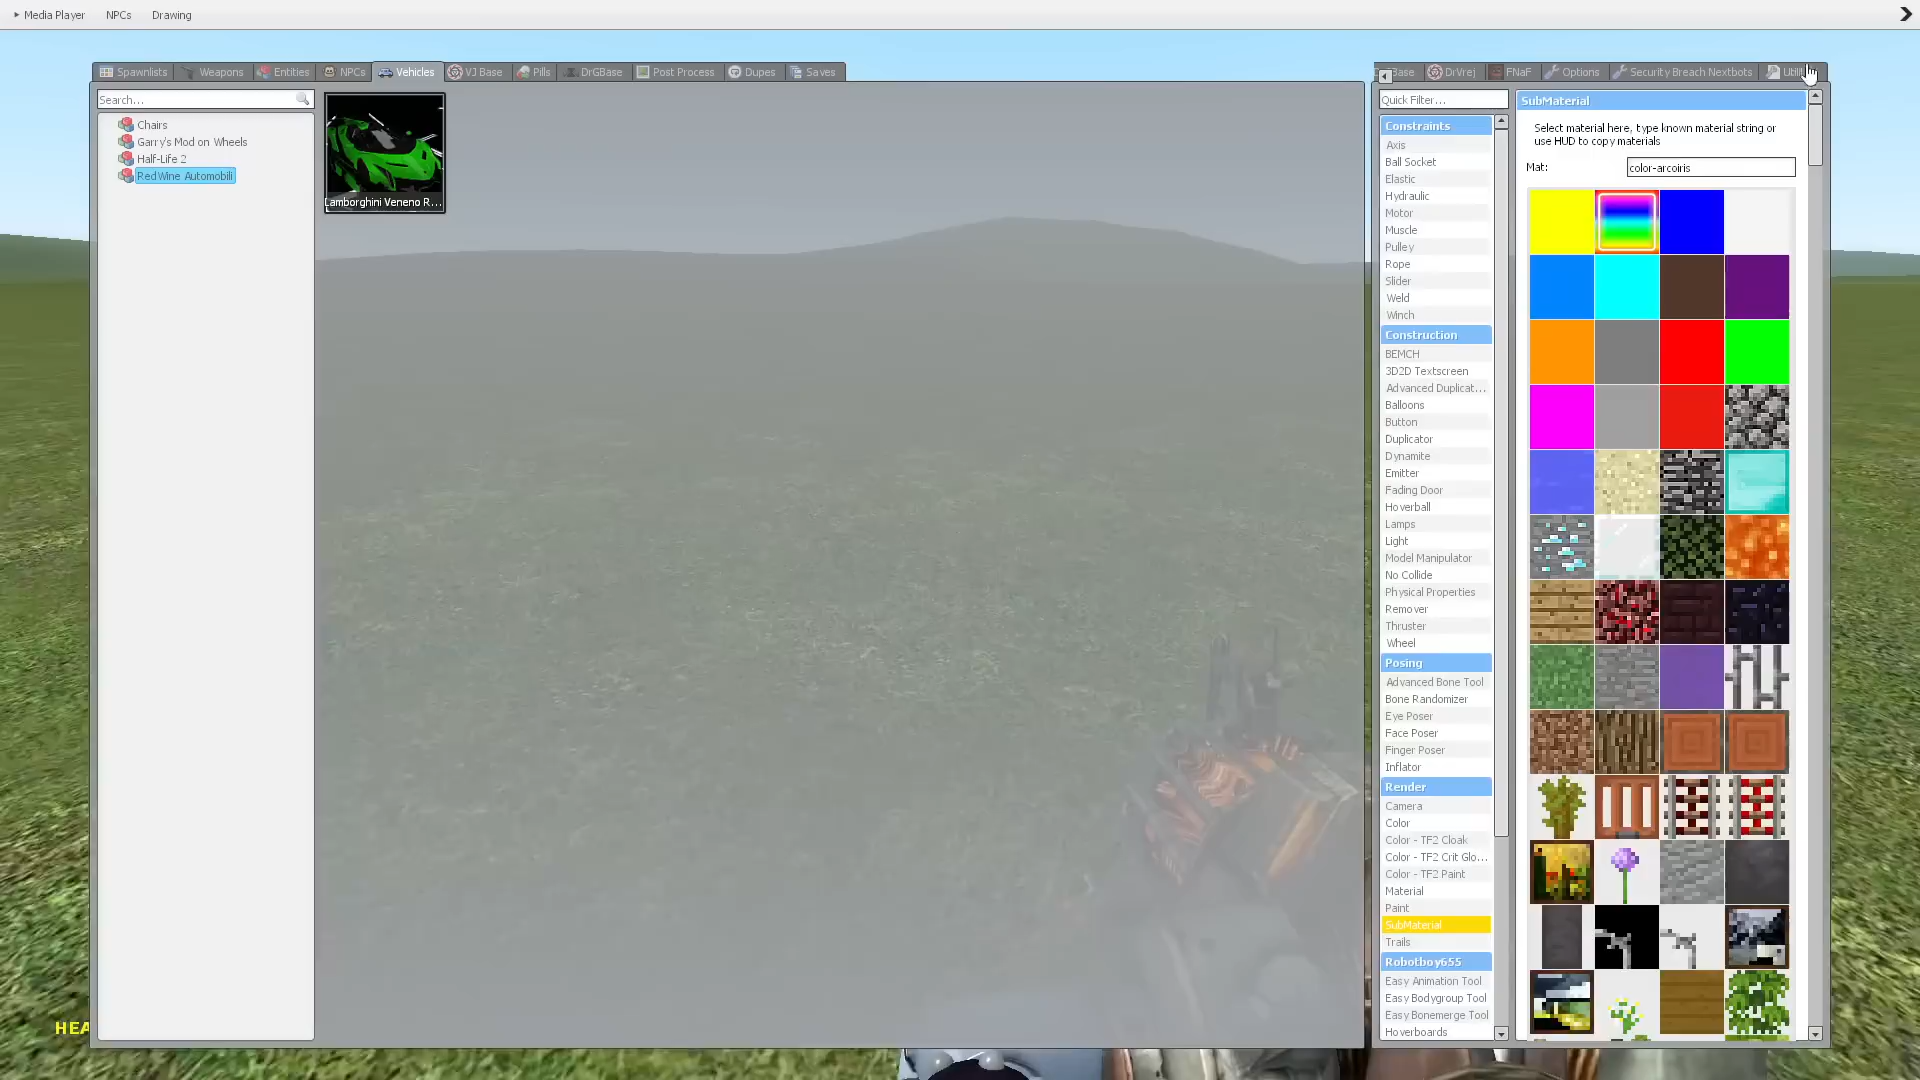 Media Player
NPCs
Drawing
Spawnlists
Weapons
Entities
NPCs
Vehicles
VJ Base
Pills
DrGBase
Post Process
Dupes
Saves
Base
DrVrej
FNaF
Options
Security Breach Nextbots
Utili
Search...
Chairs
Garry's Mod on Wheels
Half-Life 2
RedWine Automobili
Lamborghini Veneno R...
Quick Filter...
Constraints
Axis
Ball Socket
Elastic
Hydraulic
Motor
Muscle
Pulley
Rope
Slider
Weld
Winch
Construction
BEMCH
3D2D Textscreen
Advanced Duplicat...
Balloons
Button
Duplicator
Dynamite
Emitter
Fading Door
Hoverball
Lamps
Light
Model Manipulator
No Collide
Physical Properties
Remover
Thruster
Wheel
Posing
Advanced Bone Tool
Bone Randomizer
Eye Poser
Face Poser
Finger Poser
Inflator
Render
Camera
Color
Color - TF2 Cloak
Color - TF2 Crit Glo...
Color - TF2 Paint
Material
Paint
SubMaterial
Trails
Robotboy655
Easy Animation Tool
Easy Bodygroup Tool
Easy Bonemerge Tool
Hoverboards
SubMaterial
Select material here, type known material string or
use HUD to copy materials
Mat:
color-arcoiris
HEA